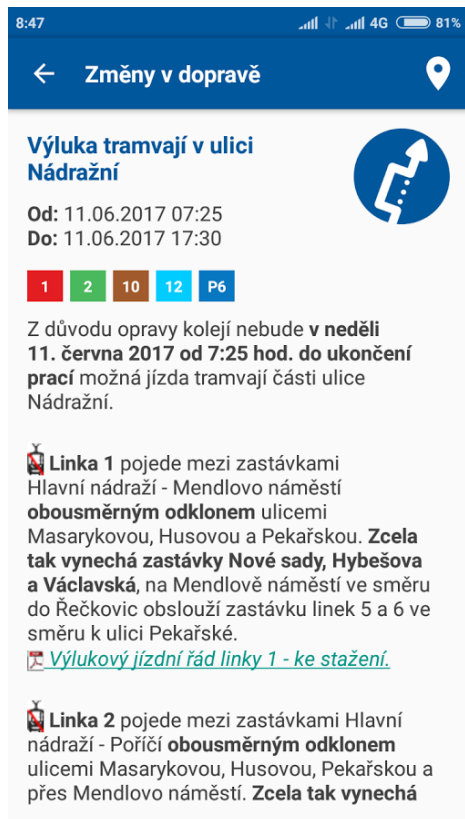 8:47 4G 81%
Změny v dopravě
Výluka tramvají v ulici
Nádražní
Od: 11.06.2017 07:25
Do: 11.06.2017 17:30
1 2 10 12 P6
Z důvodu opravy kolejí nebude v neděli
11. června 2017 od 7:25 hod. do ukončení
prací možná jízda tramvají části ulice
Nádražní.
Linka 1 pojede mezi zastávkami
Hlavní nádraží - Mendlovo náměstí
obousměrným odklonem ulicemi
Masarykovou, Husovou a Pekařskou. Zcela
tak vynechá zastávky Nové sady, Hybešova
a Václavská, na Mendlově náměstí ve směru
do Řečkovic obslouží zastávku linek 5 a 6 ve
směru k ulici Pekařské.
Výlukový jízdní řád linky 1 - ke stažení.
Linka 2 pojede mezi zastávkami Hlavní
nádraží - Poříčí obousměrným odklonem
ulicemi Masarykovou, Husovou, Pekařskou a
přes Mendlovo náměstí. Zcela tak vynechá